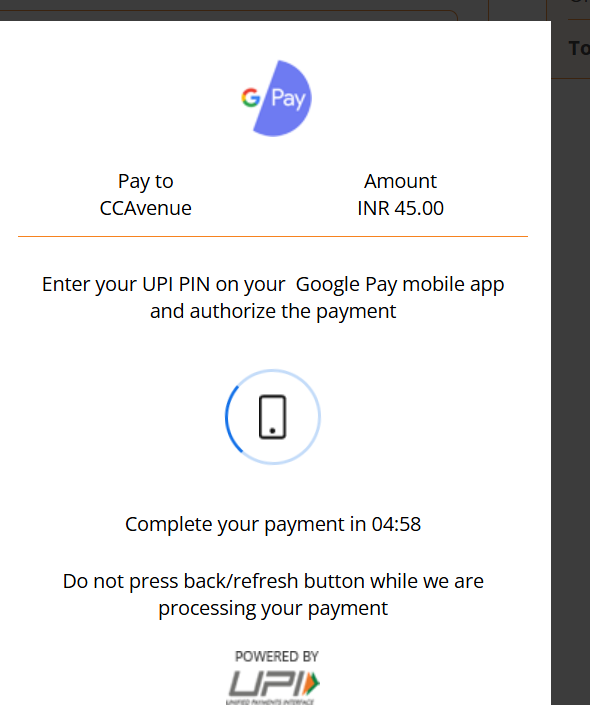 To
G Pay
Pay to
CCAvenue
Amount
INR 45.00
Enter your UPI PIN on your Google Pay mobile app
and authorize the payment
Complete your payment in 04:58
Do not press back/refresh button while we are
processing your payment
POWERED BY
UPI
UNIFIED PAYMENTS INTERFACE